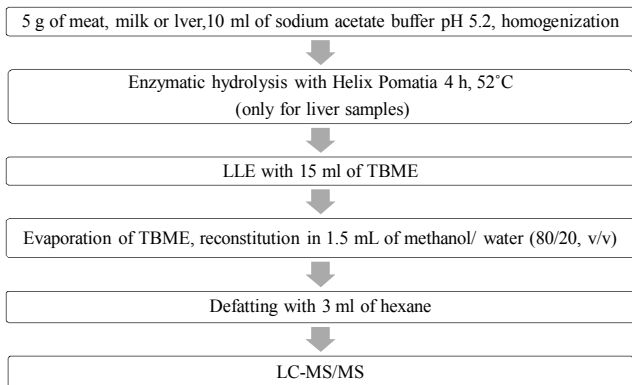 5 g of meat, milk or lver,10 ml of sodium acetate buffer pH 5.2, homogenization
Enzymatic hydrolysis with Helix Pomatia 4 h, 52˚C
(only for liver samples)
LLE with 15 ml of TBME
Evaporation of TBME, reconstitution in 1.5 mL of methanol/ water (80/20, v/v)
Defatting with 3 ml of hexane
LC-MS/MS